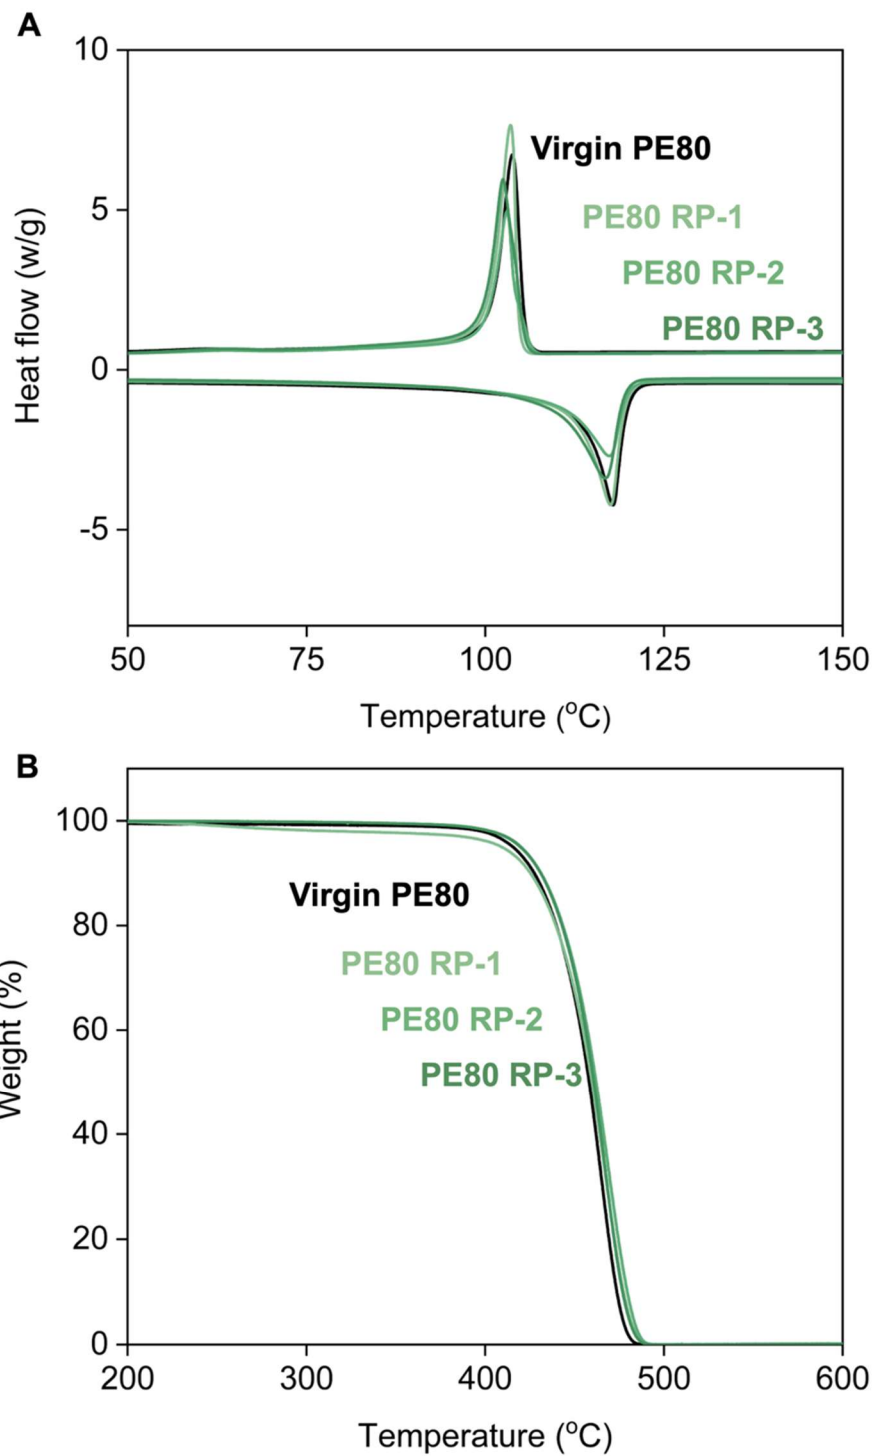 A
10
Virgin PE80
PE80 RP-1
5
PE80 RP-2
PE80 RP-3
Heat flow (w/g)
0
-5
50 75 100 125 150
Temperature (°C)
B
100
Virgin PE80
80
PE80 RP-1
PE80 RP-2
60
PE80 RP-3
Weight (%)
40
20
0
200 300 400 500 600
Temperature (°C)